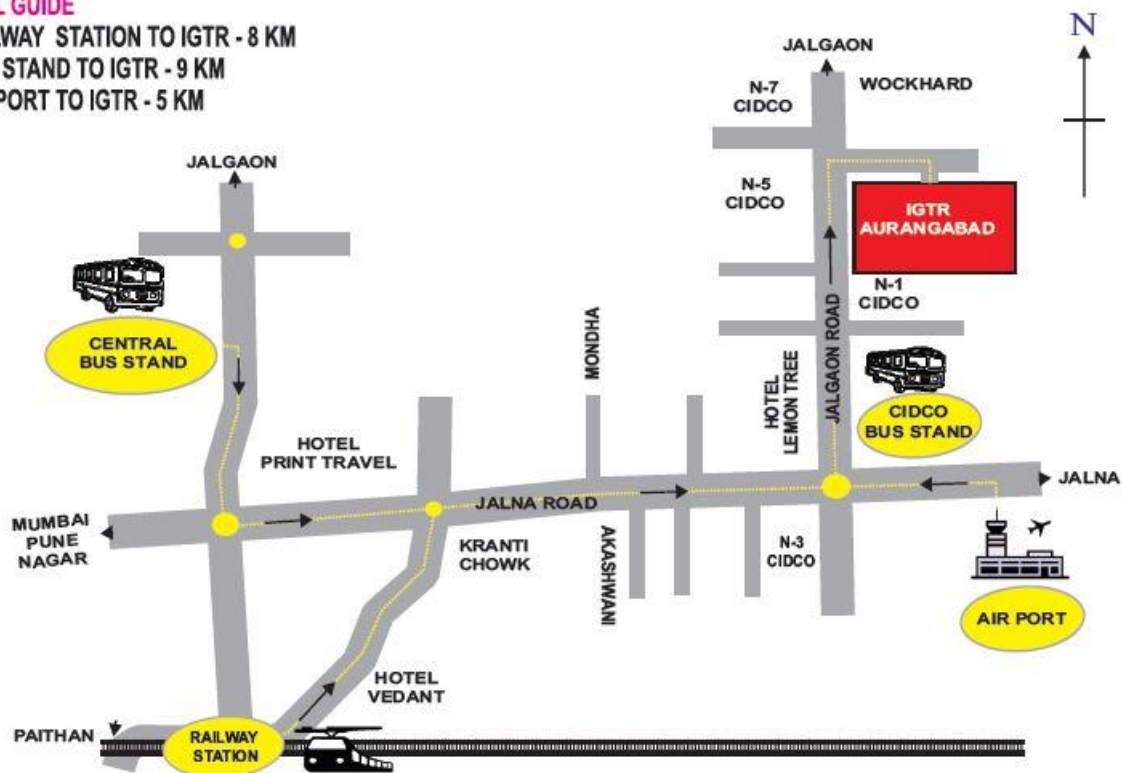 L GUIDE
LWAY STATION TO IGTR - 8 KM
STAND TO IGTR - 9 KM
PORT TO IGTR - 5 KM
N
JALGAON
WOCKHARD
N-7
CIDCO
JALGAON
N-5
CIDCO
IGTR
AURANGABAD
N-1
CIDCO
CENTRAL
BUS STAND
MONDHA
HOTEL
LEMON TREE
JALGAON ROAD
CIDCO
BUS STAND
HOTEL
PRINT TRAVEL
JALNA ROAD
JALNA
MUMBAI
PUNE
NAGAR
KRANTI
CHOWK
AKASHWANI
N-3
CIDCO
AIR PORT
HOTEL
VEDANT
PAITHAN
RAILWAY
STATION